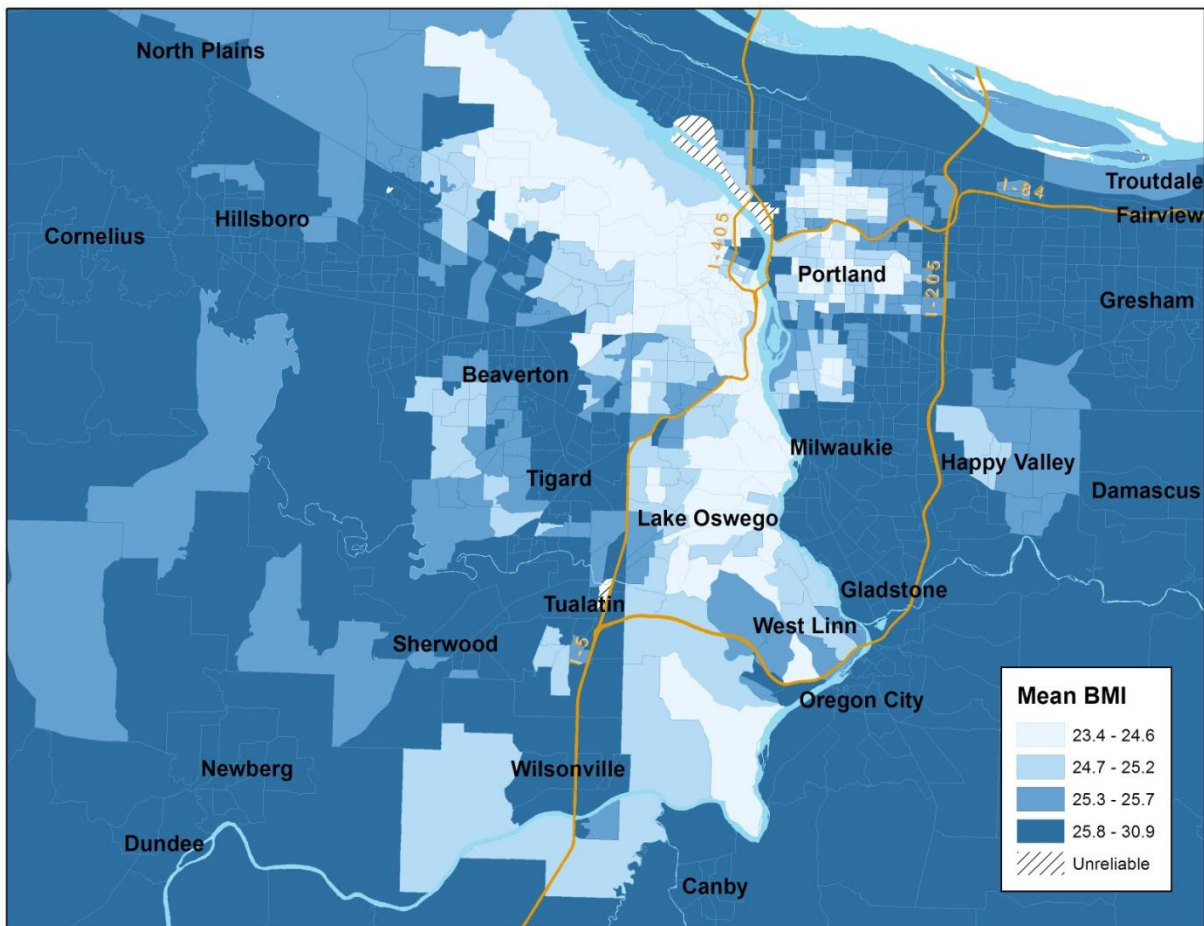 North Plains
Troutdale
I-84
Fairview
Hillsboro
Cornelius
I-405
Portland
I-205
Gresham
Beaverton
Milwaukie
Happy Valley
Tigard
Damascus
Lake Oswego
Gladstone
Tualatin
West Linn
Sherwood
I-5
Oregon City
Newberg
Wilsonville
Dundee
Canby
Mean BMI
23.4 - 24.6
24.7 - 25.2
25.3 - 25.7
25.8 - 30.9
Unreliable